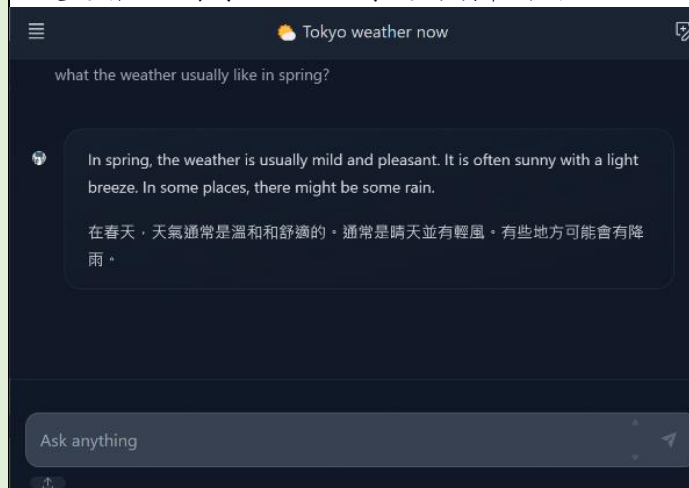 Tokyo weather now
what the weather usually like in spring?
In spring, the weather is usually mild and pleasant. It is often sunny with a light
breeze. In some places, there might be some rain.
在春天，天氣通常是溫和和舒適的。通常是晴天並有輕風。有些地方可能會有降
雨。
Ask anything